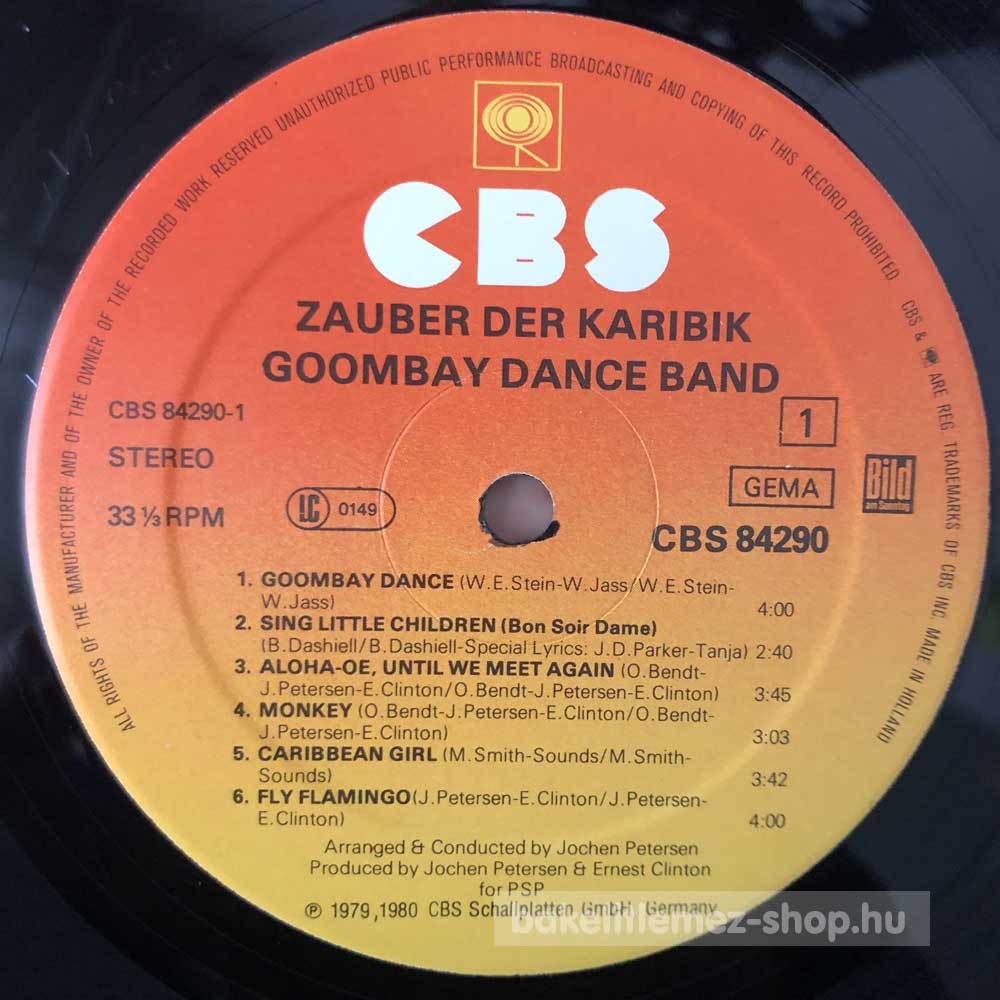 ALL RIGHTS OF THE MANUFACTURER AND OF THE OWNER OF THE RECORDED WORK RESERVED UNAUTHORIZED PUBLIC PERFORMANCE BROADCASTING AND COPYING OF THIS RECORD PROHIBITED CBS & ARE REG. TRADEMARKS OF CBS INC. MADE IN HOLLAND
CBS
ZAUBER DER KARIBIK
GOOMBAY DANCE BAND
CBS 84290-1
1
STEREO
GEMA
Bild
am Sonntag
33⅓ RPM
LC 0149
CBS 84290
1. GOOMBAY DANCE (W.E.Stein-W.Jass/W.E.Stein-
W.Jass) 4:00
2. SING LITTLE CHILDREN (Bon Soir Dame)
(B.Dashiell/B.Dashiell-Special Lyrics: J.D.Parker-Tanja) 2:40
3. ALOHA-OE, UNTIL WE MEET AGAIN (O.Bendt-
J.Petersen-E.Clinton/O.Bendt-J.Petersen-E.Clinton) 3:45
4. MONKEY (O.Bendt-J.Petersen-E.Clinton/O.Bendt-
J.Petersen-E.Clinton) 3:03
5. CARIBBEAN GIRL (M.Smith-Sounds/M.Smith-
Sounds) 3:42
6. FLY FLAMINGO(J.Petersen-E.Clinton/J.Petersen-
E.Clinton) 4:00
Arranged & Conducted by Jochen Petersen
Produced by Jochen Petersen & Ernest Clinton
for PSP
℗ 1979,1980 CBS Schallplatten GmbH, Germany
bakelitlemez-shop.hu